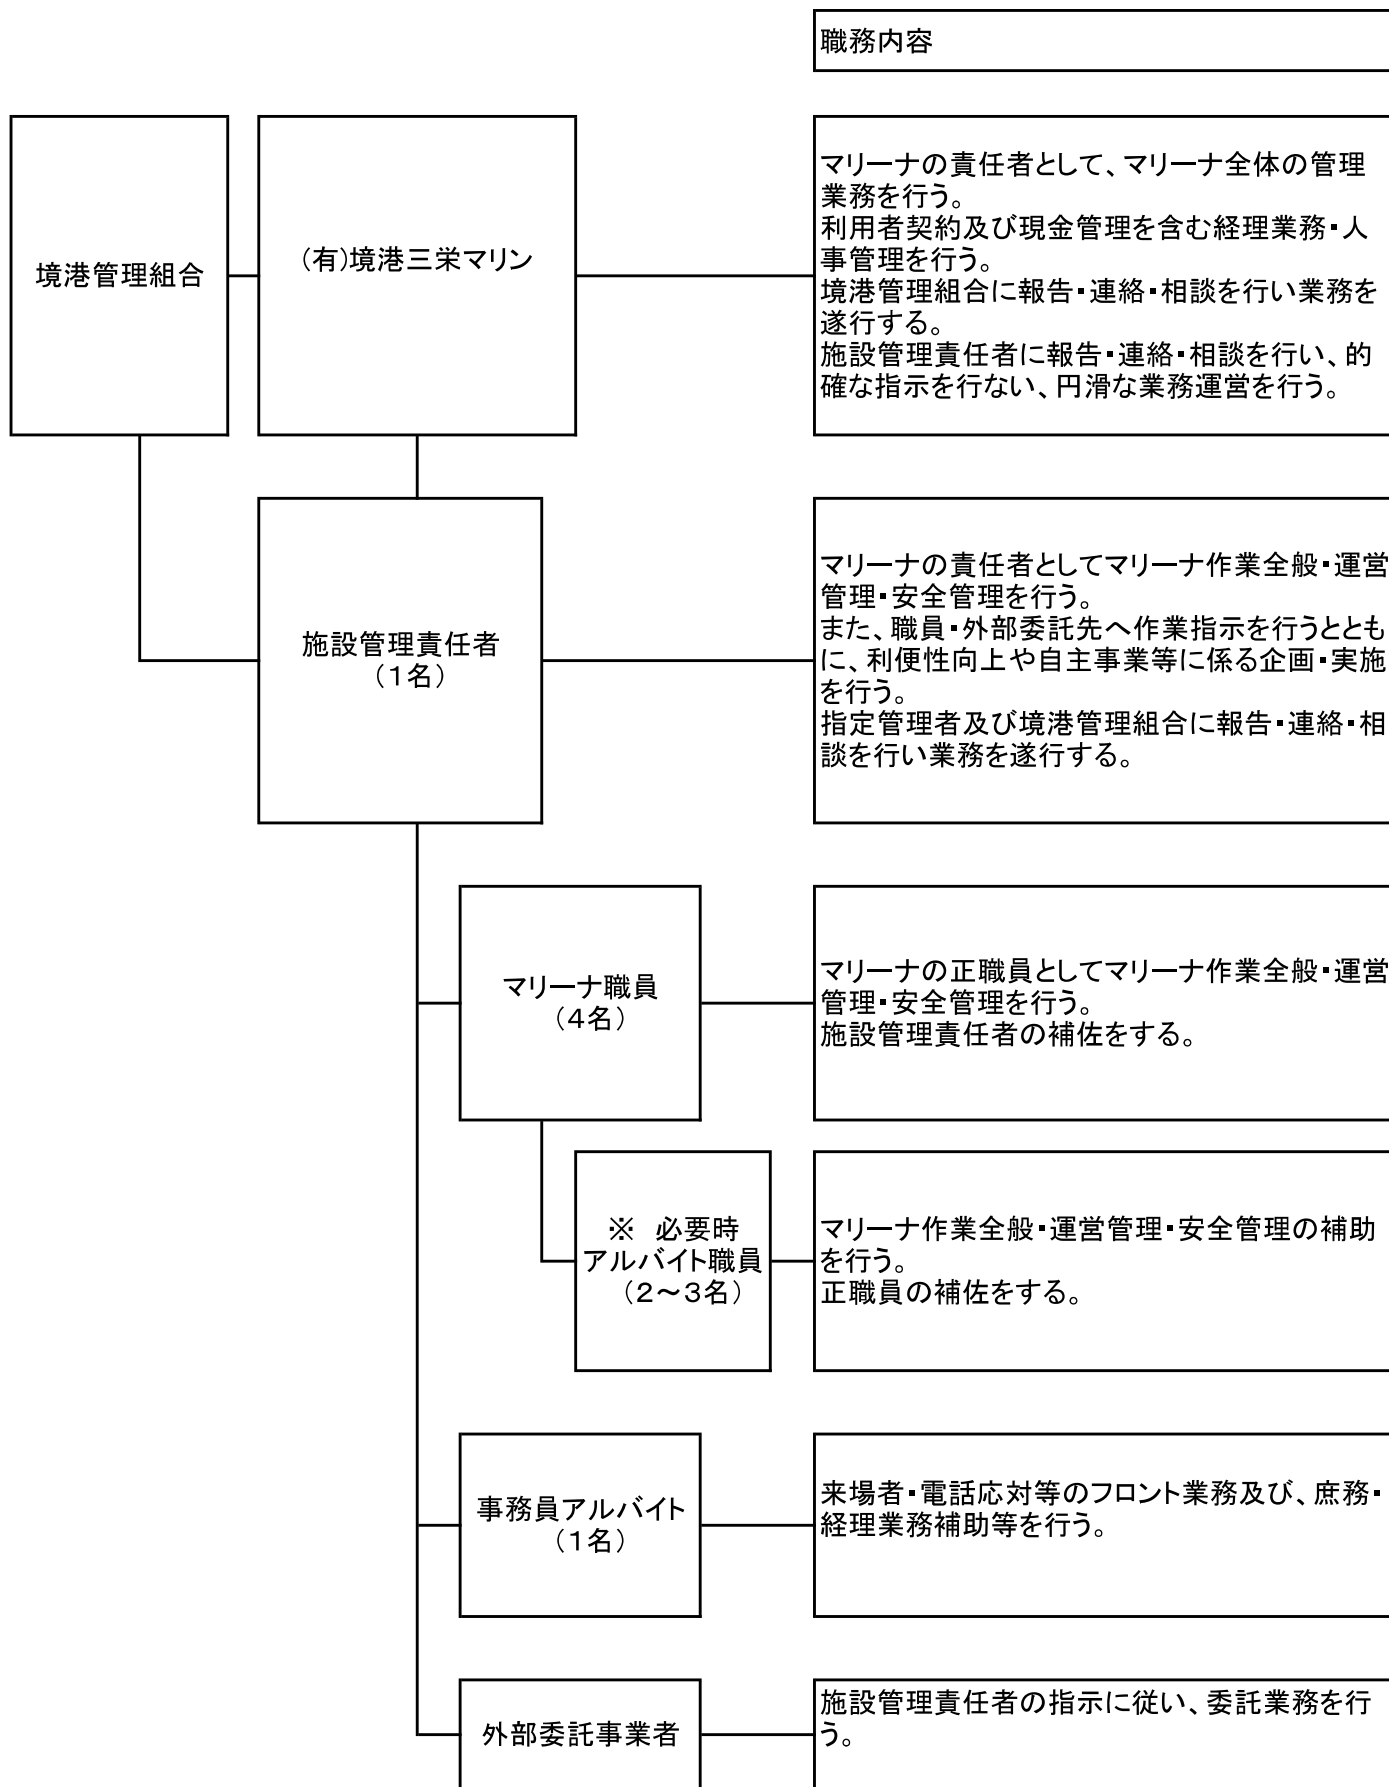 職務内容
境港管理組合
(有)境港三栄マリン
マリーナの責任者として、マリーナ全体の管理
業務を行う。
利用者契約及び現金管理を含む経理業務・人
事管理を行う。
境港管理組合に報告・連絡・相談を行い業務を
遂行する。
施設管理責任者に報告・連絡・相談を行い、的
確な指示を行ない、円滑な業務運営を行う。
施設管理責任者
（１名）
マリーナの責任者としてマリーナ作業全般・運営
管理・安全管理を行う。
また、職員・外部委託先へ作業指示を行うととも
に、利便性向上や自主事業等に係る企画・実施
を行う。
指定管理者及び境港管理組合に報告・連絡・相
談を行い業務を遂行する。
マリーナ職員
（４名）
マリーナの正職員としてマリーナ作業全般・運営
管理・安全管理を行う。
施設管理責任者の補佐をする。
※　必要時
アルバイト職員
（２～３名）
マリーナ作業全般・運営管理・安全管理の補助
を行う。
正職員の補佐をする。
事務員アルバイト
（１名）
来場者・電話応対等のフロント業務及び、庶務・
経理業務補助等を行う。
外部委託事業者
施設管理責任者の指示に従い、委託業務を行
う。